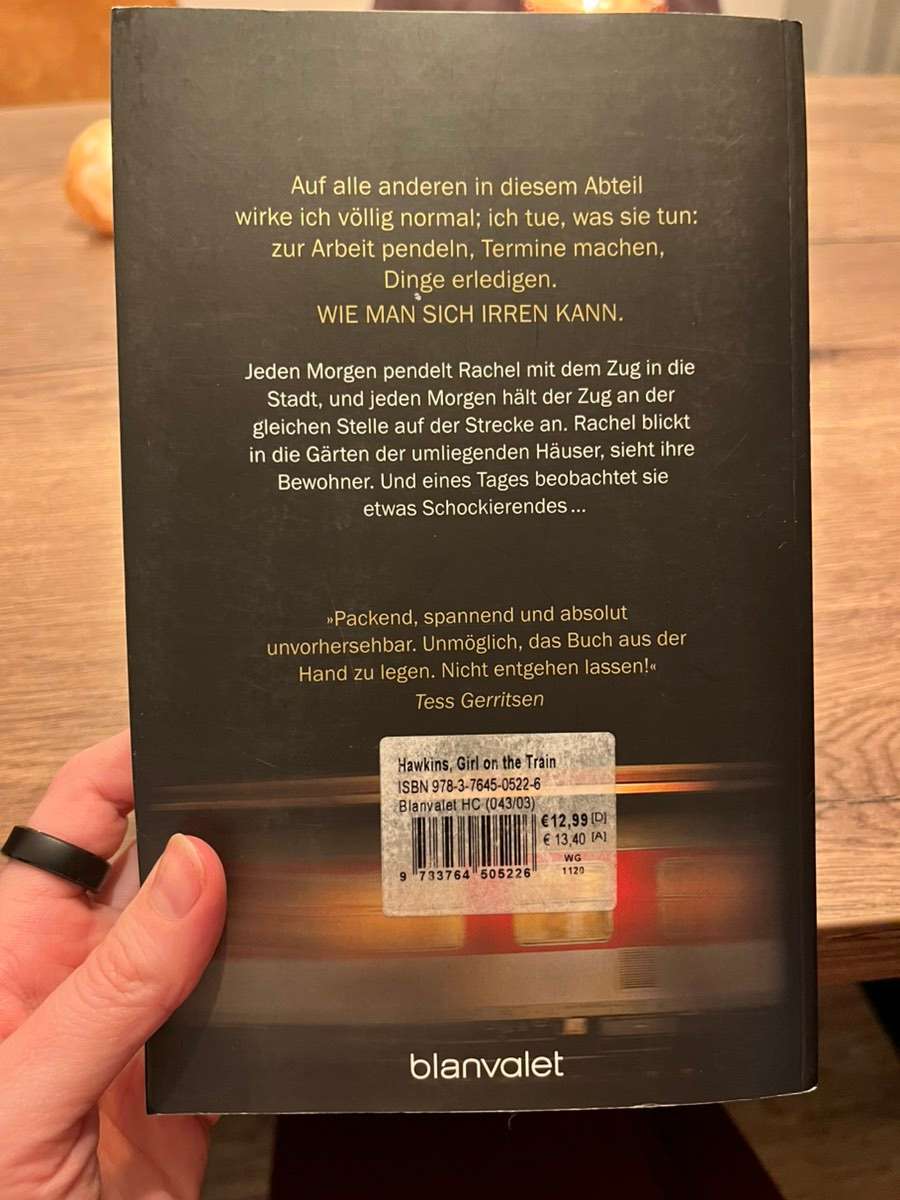 Auf alle anderen in diesem Abteil
wirke ich völlig normal; ich tue, was sie tun:
zur Arbeit pendeln, Termine machen,
Dinge erledigen.
WIE MAN SICH IRREN KANN.
Jeden Morgen pendelt Rachel mit dem Zug in die
Stadt, und jeden Morgen hält der Zug an der
gleichen Stelle auf der Strecke an. Rachel blickt
in die Gärten der umliegenden Häuser, sieht ihre
Bewohner. Und eines Tages beobachtet sie
etwas Schockierendes...
»Packend, spannend und absolut
unvorhersehbar. Unmöglich, das Buch aus der
Hand zu legen. Nicht entgehen lassen!«
Tess Gerritsen
Hawkins, Girl on the Train
ISBN 978-3-7645-0522-6
Blanvalet HC (043/03)
€12,99 [D]
€ 13,40 [A]
WG
1120
9 733764 505226
blanvalet